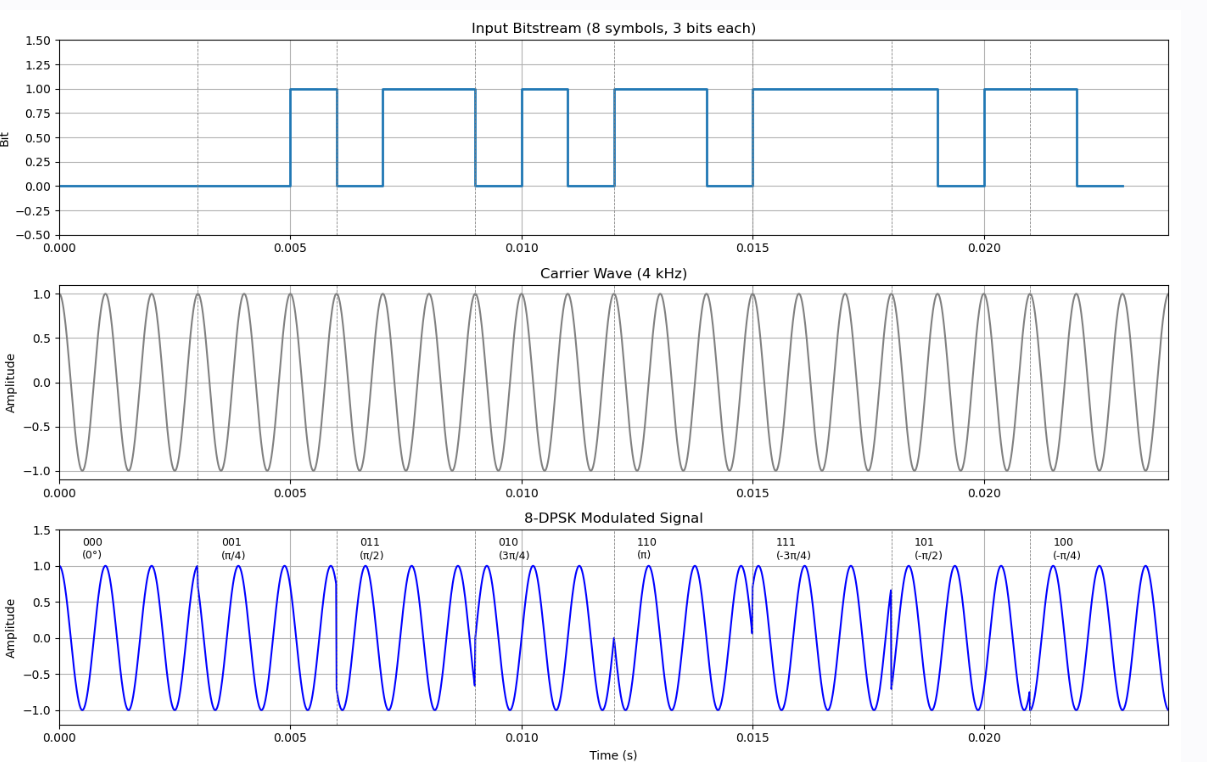 Input Bitstream (8 symbols, 3 bits each)
1.50
1.25
1.00
0.75
0.50
0.25
0.00
−0.25
−0.50
Bit
0.000 0.005 0.010 0.015 0.020
Carrier Wave (4 kHz)
1.0
0.5
0.0
−0.5
−1.0
Amplitude
0.000 0.005 0.010 0.015 0.020
8-DPSK Modulated Signal
1.5
1.0
0.5
0.0
−0.5
−1.0
Amplitude
000 001 011 010 110 111 101 100
(0°) (π/4) (π/2) (3π/4) (π) (-3π/4) (-π/2) (-π/4)
0.000 0.005 0.010 0.015 0.020
Time (s)